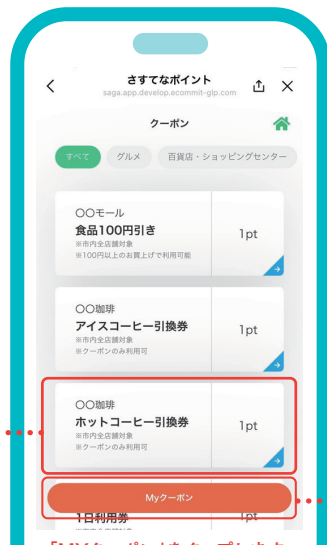 さすてなポイント
saga.app.develop.ecommit-glp.com
クーポン
すべて グルメ 百貨店・ショッピングセンター
〇〇モール
食品100円引き 1pt
※市内全店舗対象
※100円以上のお買上げで利用可能
〇〇珈琲
アイスコーヒー引換券 1pt
※市内全店舗対象
※クーポンのみ利用可
〇〇珈琲
ホットコーヒー引換券 1pt
※市内全店舗対象
※クーポンのみ利用可
Myクーポン
1日利用券 1pt